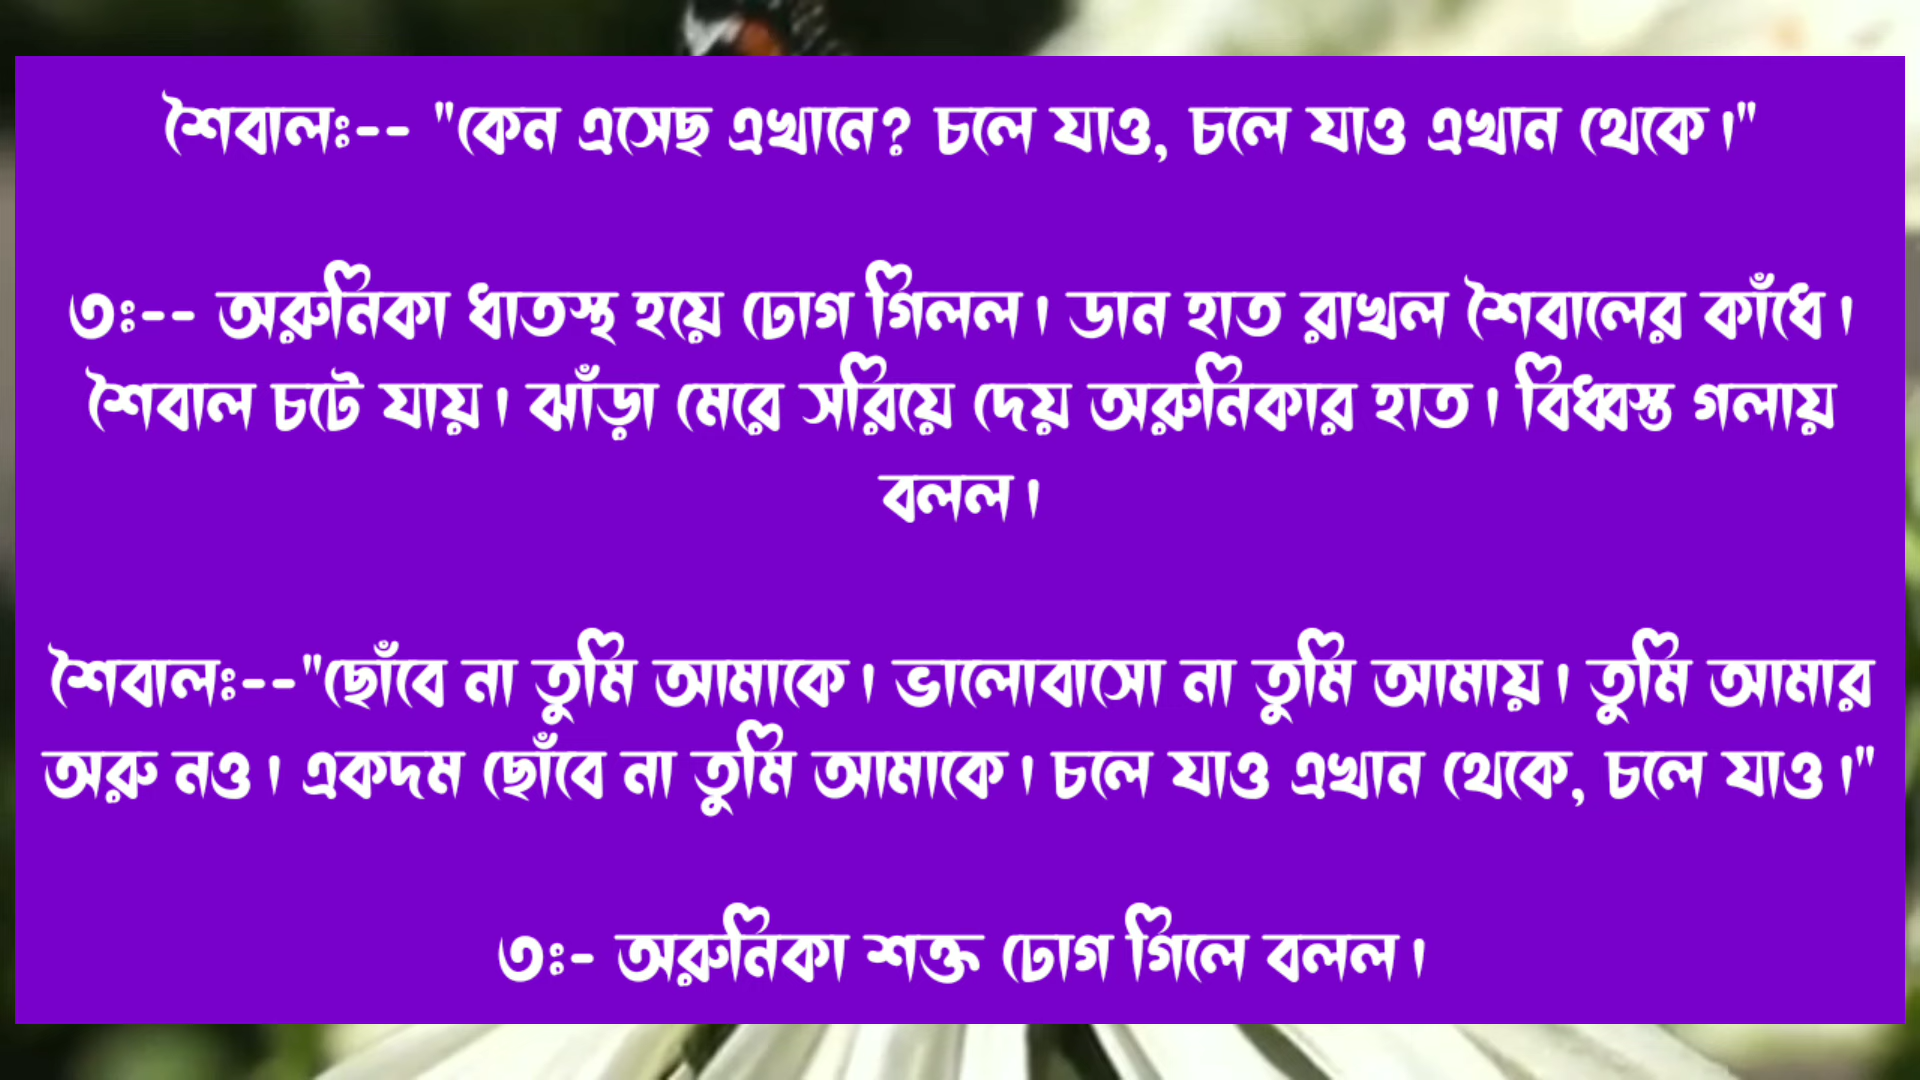 শৈবালঃ-- "কেন এসেছ এখানে? চলে যাও, চলে যাও এখান থেকে।"
৩ঃ-- অরুনিকা ধাতস্থ হয়ে ঢোগ গিলল। ডান হাত রাখল শৈবালের কাঁধে।
শৈবাল চটে যায়। ঝাঁড়া মেরে সরিয়ে দেয় অরুনিকার হাত। বিধ্বস্ত গলায়
বলল।
শৈবালঃ--"ছোঁবে না তুমি আমাকে। ভালোবাসো না তুমি আমায়। তুমি আমার
অরু নও। একদম ছোঁবে না তুমি আমাকে। চলে যাও এখান থেকে, চলে যাও।"
৩ঃ- অরুনিকা শক্ত ঢোগ গিলে বলল।